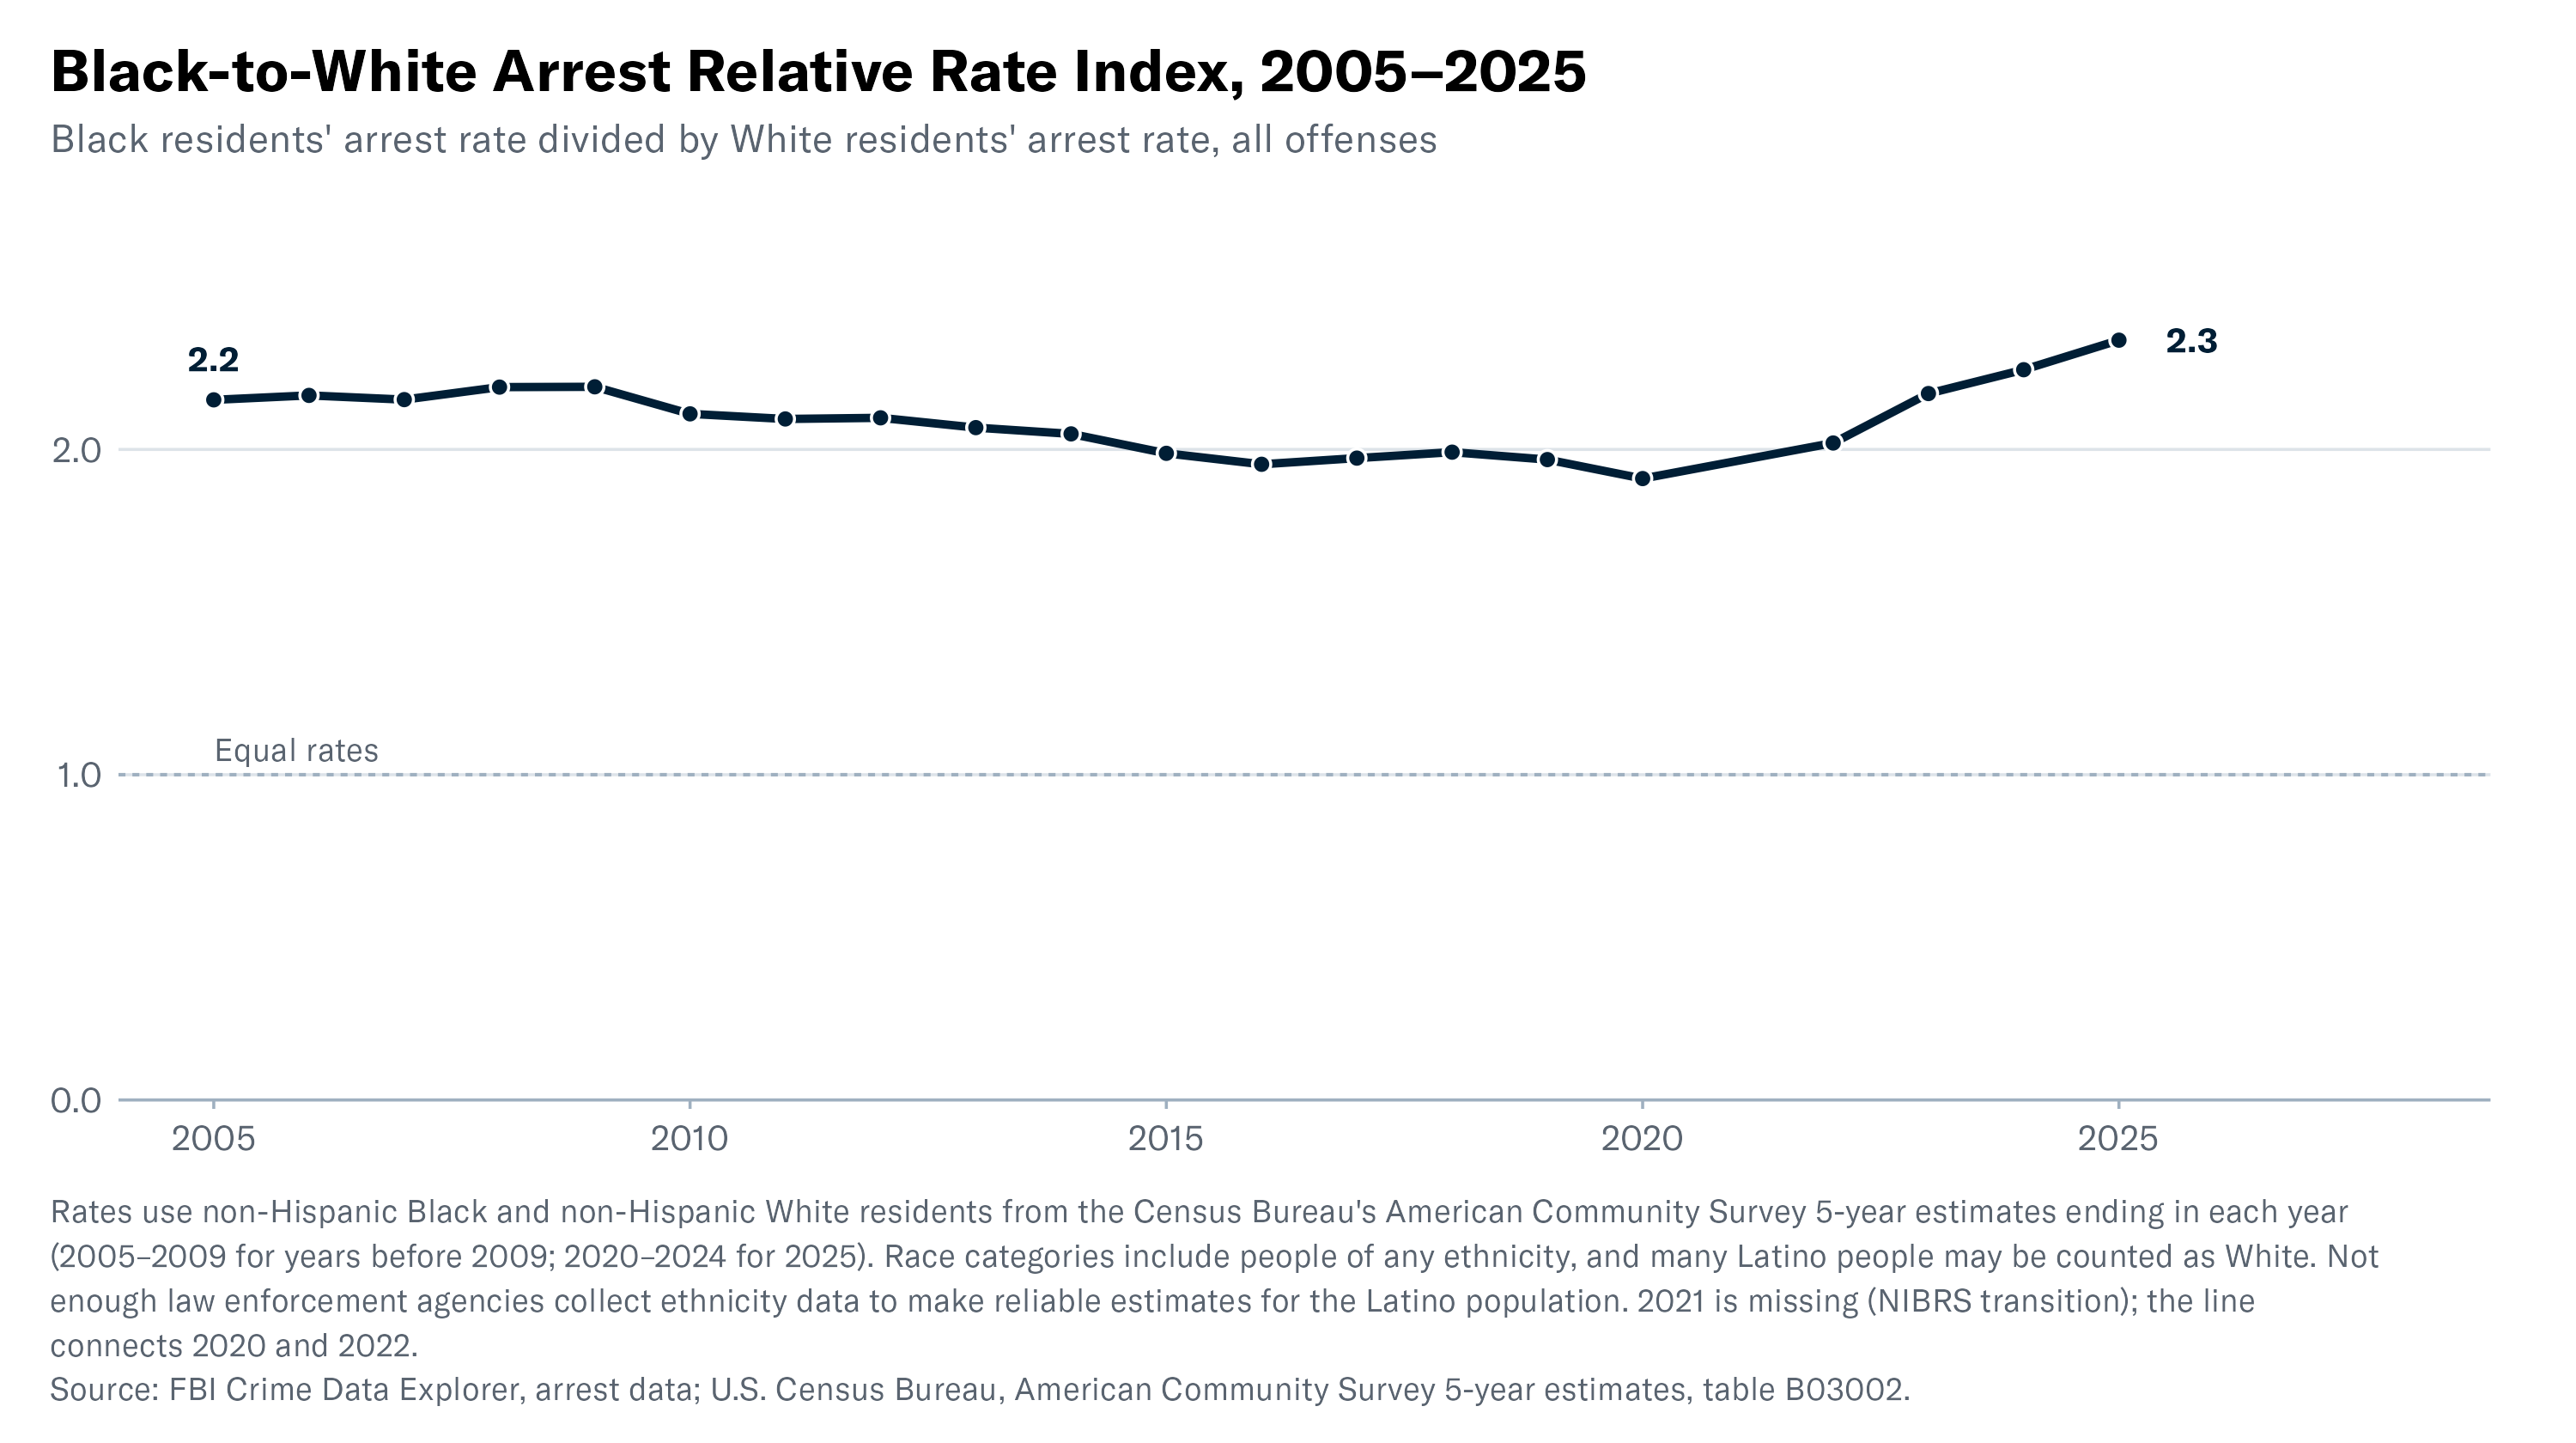 Black-to-White Arrest Relative Rate Index, 2005–2025
Black residents' arrest rate divided by White residents' arrest rate, all offenses
2.2
2.3
2.0
Equal rates
1.0
0.0
2005
2010
2015
2020
2025
Rates use non-Hispanic Black and non-Hispanic White residents from the Census Bureau's American Community Survey 5-year estimates ending in each year
(2005–2009 for years before 2009; 2020–2024 for 2025). Race categories include people of any ethnicity, and many Latino people may be counted as White. Not
enough law enforcement agencies collect ethnicity data to make reliable estimates for the Latino population. 2021 is missing (NIBRS transition); the line
connects 2020 and 2022.
Source: FBI Crime Data Explorer, arrest data; U.S. Census Bureau, American Community Survey 5-year estimates, table B03002.